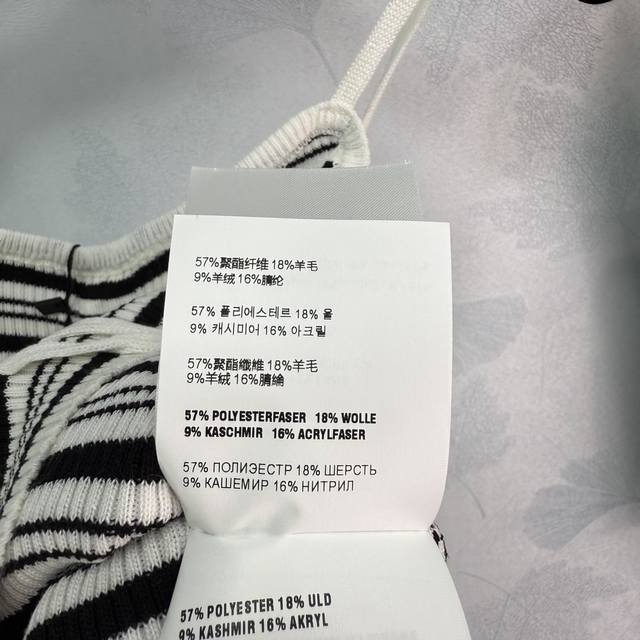 57%聚酯纤维 18%羊毛
9%羊绒 16%腈纶
57% 폴리에스테르 18% 울
9% 캐시미어 16% 아크릴
57%聚酯纖維 18%羊毛
9%羊绒 16%腈綸
57% POLYESTERFASER 18% WOLLE
9% KASCHMIR 16% ACRYLFASER
57% ПОЛИЭСТР 18% ШЕРСТЬ
9% КАШЕМИР 16% НИТРИЛ
57% POLYESTER 18% ULD
9% KASHMIR 16% AKRYL